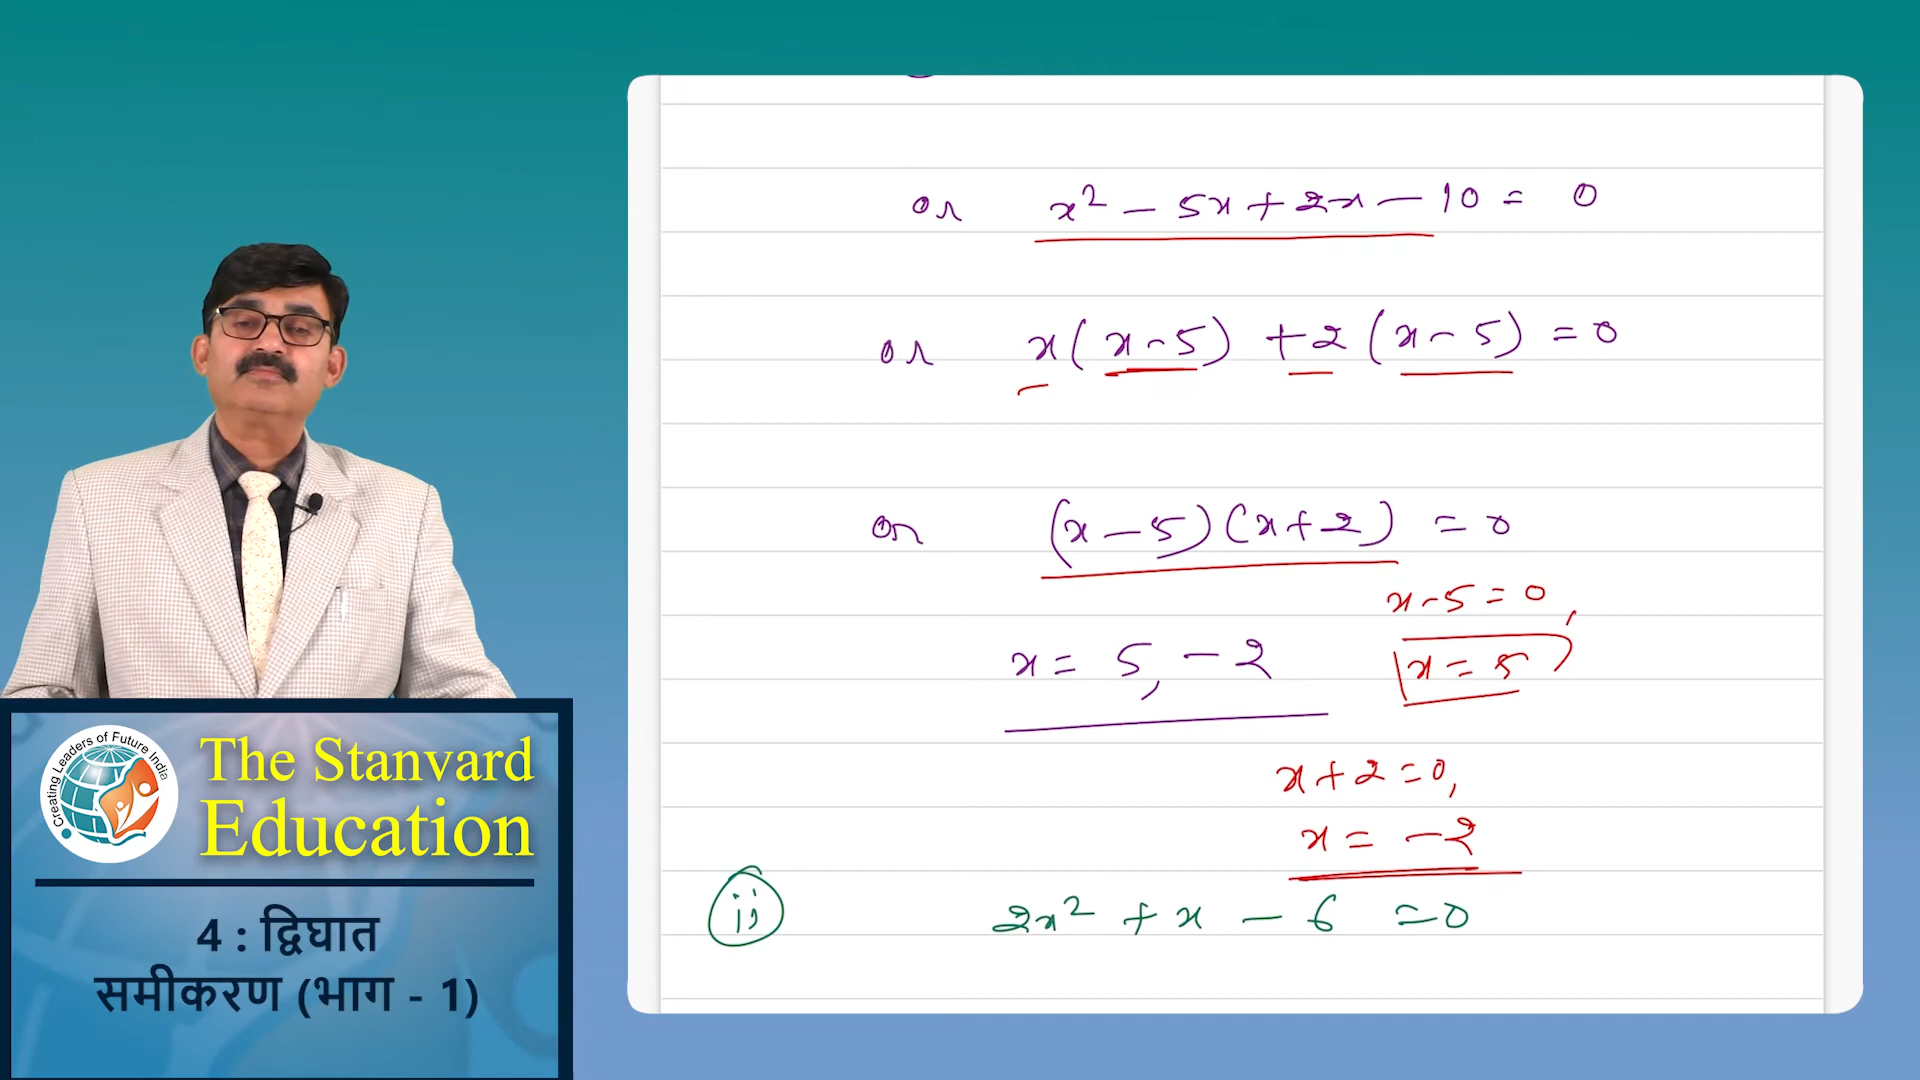 or x² - 5x + 2x - 10 = 0
or x(x-5) + 2(x-5) = 0
or (x-5)(x+2) = 0
x-5 = 0,
x = 5, -2
x = 5
x+2 = 0,
x = -2
ii) 2x² + x - 6 = 0
Creating Leaders of Future India
The Stanvard
Education
4 : द्विघात
समीकरण (भाग - 1)